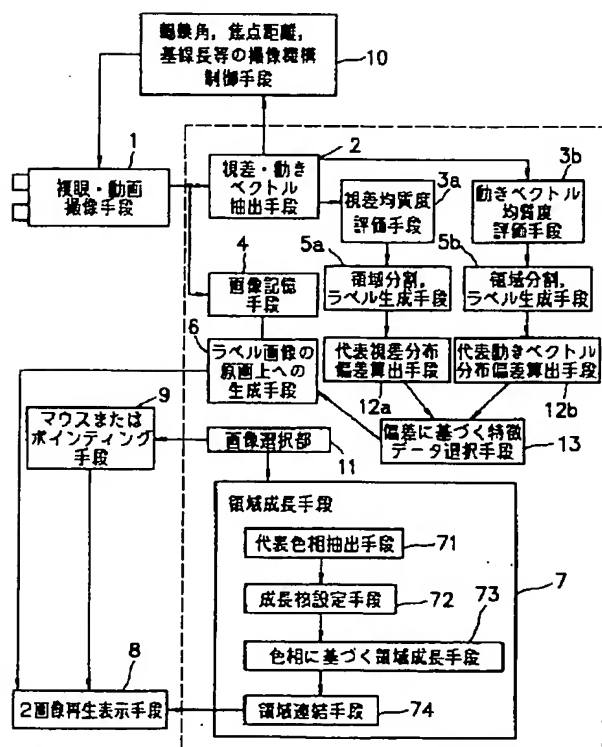 輻輳角，焦点距離，
基線長等の撮像機構
制御手段
10
1
複眼・動画
撮像手段
2
視差・動き
ベクトル
抽出手段
3a
視差均質度
評価手段
3b
動きベクトル
均質度
評価手段
4
画像記憶
手段
5a
領域分割，
ラベル生成手段
5b
領域分割，
ラベル生成手段
6
ラベル画像の
原画上への
生成手段
代表視差分布
偏差算出手段
12a
代表動きベクトル
分布偏差算出手段
12b
9
マウスまたは
ポインティング
手段
画像選択部
11
偏差に基づく特徴
データ選択手段
13
領域成長手段
7
代表色相抽出手段
71
成長核設定手段
72
73
色相に基づく領域成長手段
領域連結手段
74
8
2画像再生表示手段